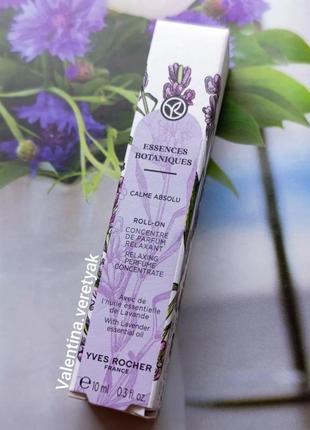 ESSENCES
BOTANIQUES
CALME ABSOLU
ROLL-ON
CONCENTRÉ
DE PARFUM
RELAXANT
RELAXING
PERFUME
CONCENTRATE
Avec de
l'huile essentielle
de Lavande
With Lavender
essential oil
YVES ROCHER
FRANCE
℮ 10 ml 0.3 fl. oz.
Valentina.veretyak